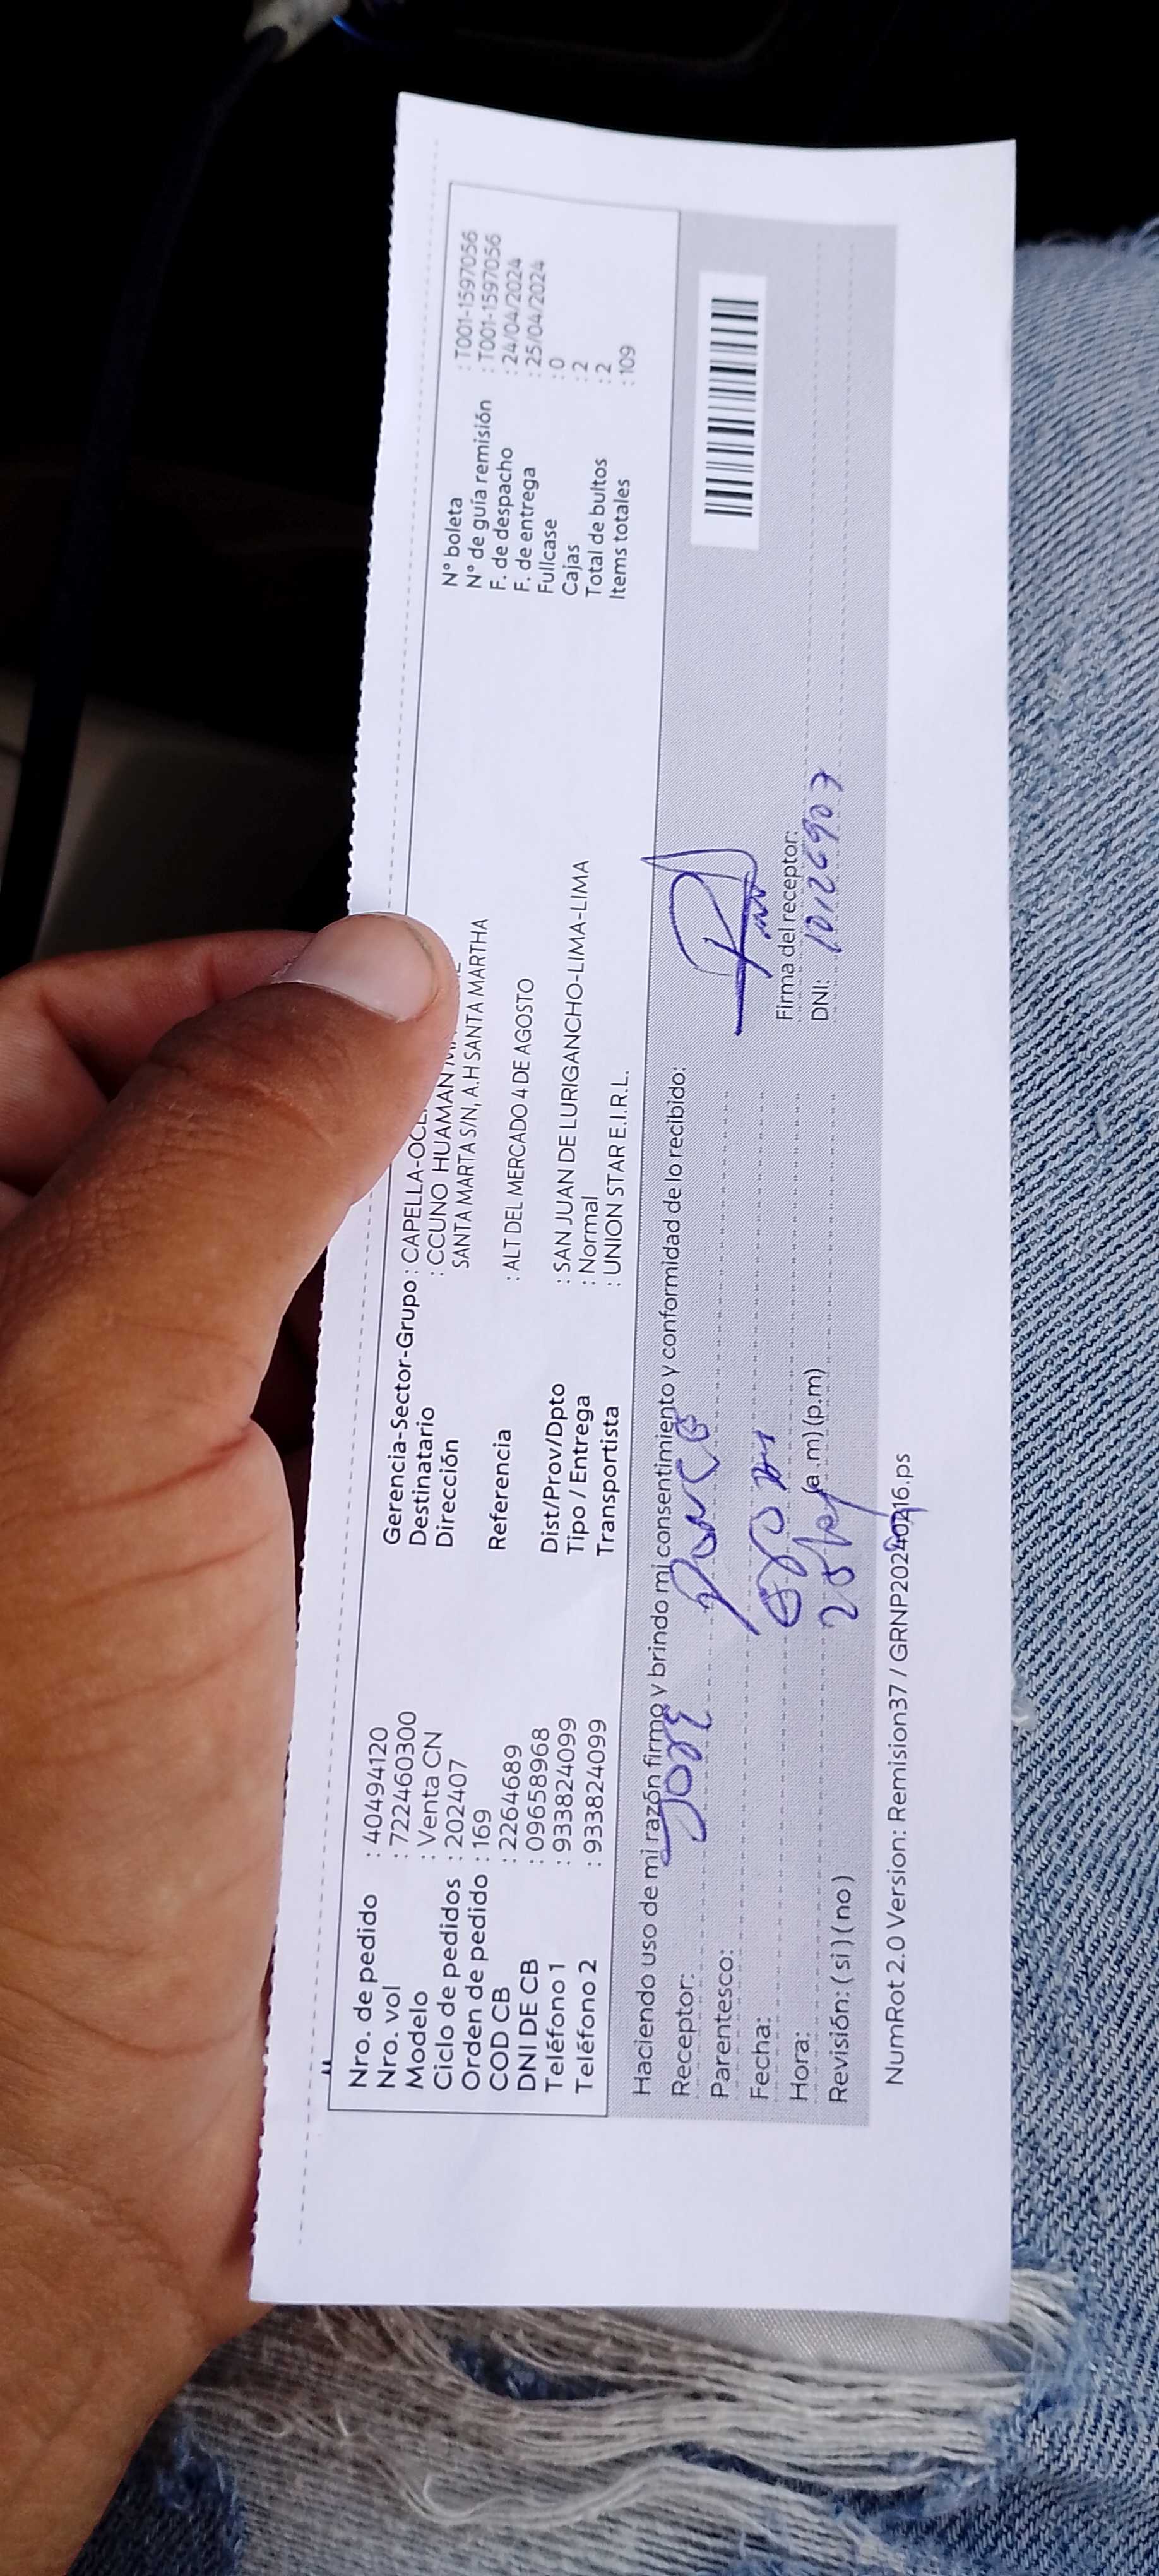 Nro. de pedido : 40494120
Nro. vol : 722460300
Modelo : Venta CN
Ciclo de pedidos : 202407
Orden de pedido : 169
COD CB : 2264689
DNI DE CB : 09658968
Teléfono 1 : 933824099
Teléfono 2 : 933824099
Gerencia-Sector-Grupo : CAPELLA-
Destinatario : CCUNO HUAMAN
Dirección SANTA MARTA S/N, A.H SANTA MARTHA
Referencia : ALT DEL MERCADO 4 DE AGOSTO
Dist/Prov/Dpto : SAN JUAN DE LURIGANCHO-LIMA-LIMA
Tipo / Entrega : Normal
Transportista : UNION STAR E.I.R.L.
N° boleta : T001-1597056
N° de guía remisión : T001-1597056
F. de despacho : 24/04/2024
F. de entrega : 25/04/2024
Fullcase : 0
Cajas : 2
Total de bultos : 2
Items totales : 109
Haciendo uso de mi razón firmo y brindo mi consentimiento y conformidad de lo recibido:
Receptor: JORE
Parentesco:
Fecha:
Hora: (a.m) (p.m)
Revisión: ( si ) ( no )
Firma del receptor:
DNI: 10126907
NumRot 2.0 Version: Remision37 / GRNP20240216.ps